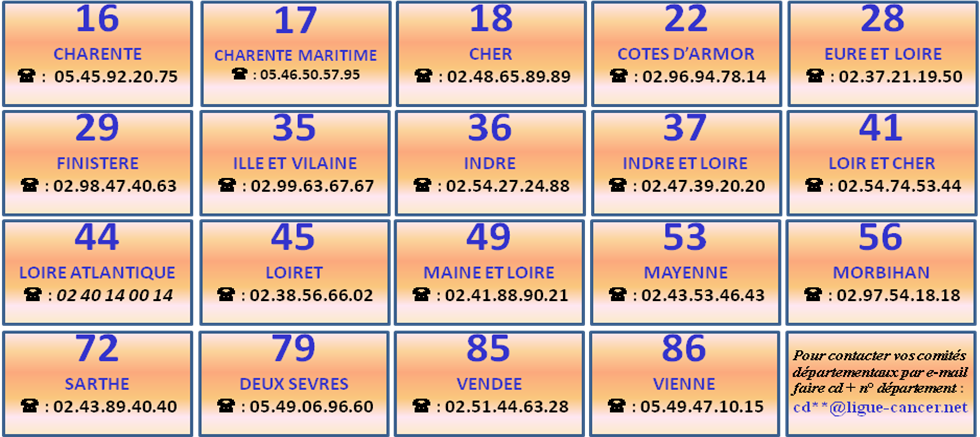 16
CHARENTE
☎ : 05.45.92.20.75
17
CHARENTE MARITIME
☎ : 05.46.50.57.95
18
CHER
☎ : 02.48.65.89.89
22
COTES D'ARMOR
☎ : 02.96.94.78.14
28
EURE ET LOIRE
☎ : 02.37.21.19.50
29
FINISTERE
☎ : 02.98.47.40.63
35
ILLE ET VILAINE
☎ : 02.99.63.67.67
36
INDRE
☎ : 02.54.27.24.88
37
INDRE ET LOIRE
☎ : 02.47.39.20.20
41
LOIR ET CHER
☎ : 02.54.74.53.44
44
LOIRE ATLANTIQUE
☎ : 02 40 14 00 14
45
LOIRET
☎ : 02.38.56.66.02
49
MAINE ET LOIRE
☎ : 02.41.88.90.21
53
MAYENNE
☎ : 02.43.53.46.43
56
MORBIHAN
☎ : 02.97.54.18.18
72
SARTHE
☎ : 02.43.89.40.40
79
DEUX SEVRES
☎ : 05.49.06.96.60
85
VENDEE
☎ : 02.51.44.63.28
86
VIENNE
☎ : 05.49.47.10.15
Pour contacter vos comités
départementaux par e-mail
faire cd + n° département :
cd**@ligue-cancer.net